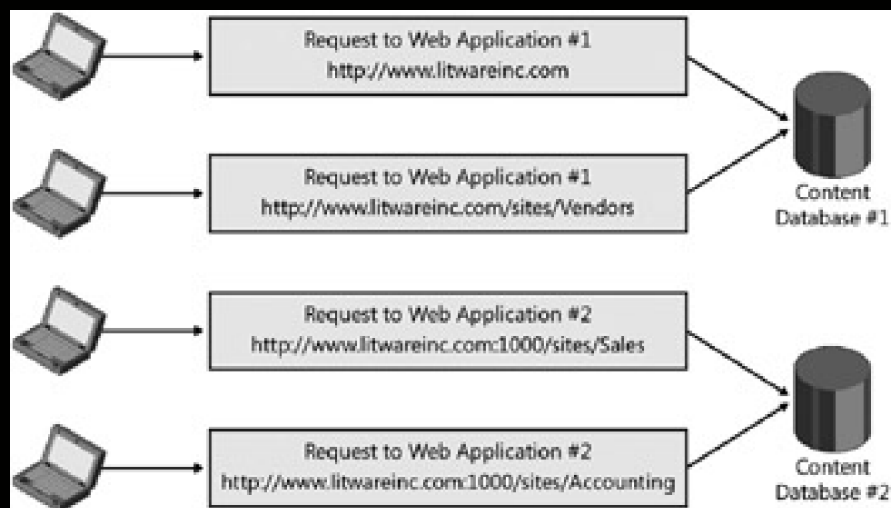 Request to Web Application #1
http://www.litwareinc.com
Request to Web Application #1
http://www.litwareinc.com/sites/Vendors
Content
Database #1
Request to Web Application #2
http://www.litwareinc.com:1000/sites/Sales
Request to Web Application #2
http://www.litwareinc.com:1000/sites/Accounting
Content
Database #2